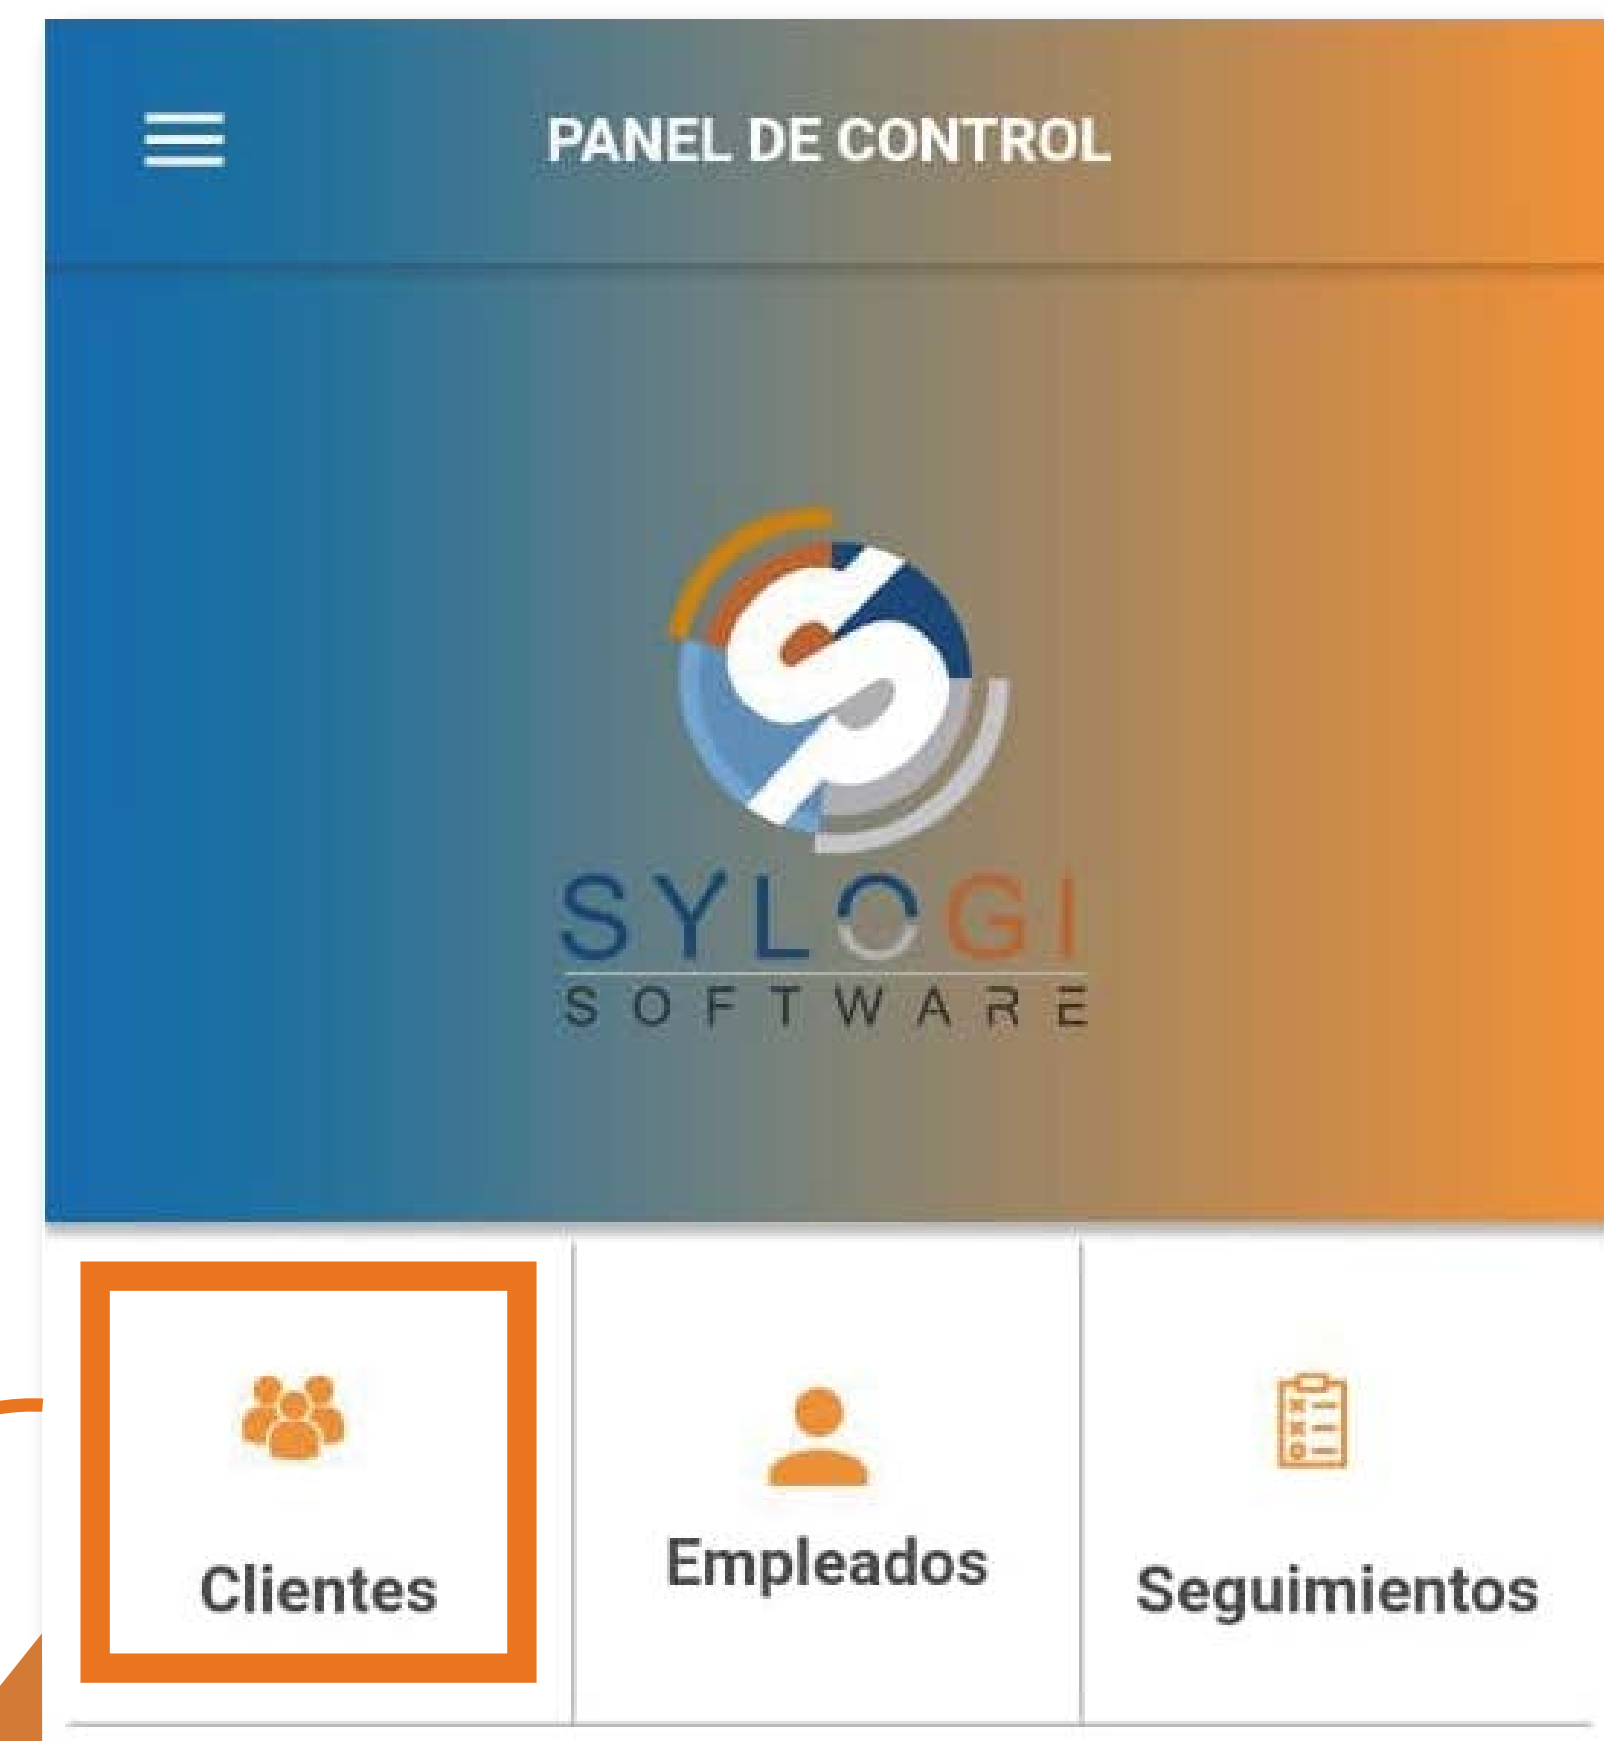 PANEL DE CONTROL
SYLOGI
SOFTWARE
Clientes
Empleados
Seguimientos